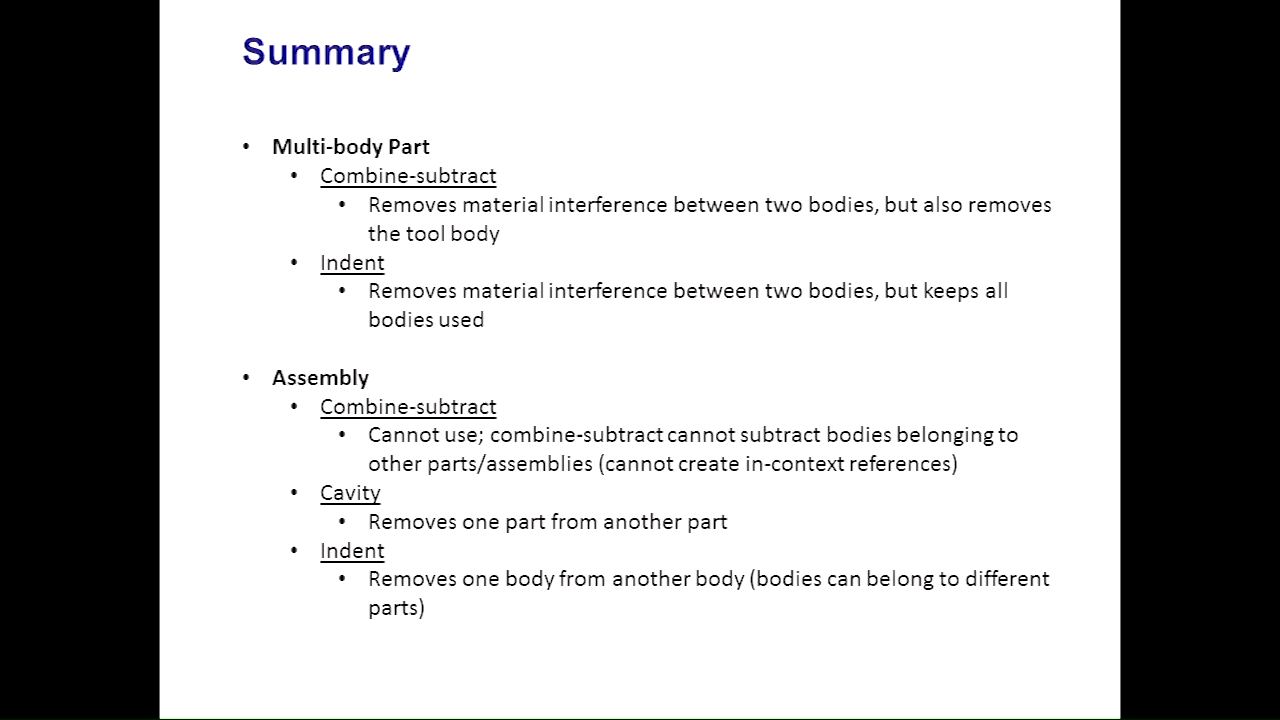 Summary
• Multi-body Part
• Combine-subtract
• Removes material interference between two bodies, but also removes
the tool body
• Indent
• Removes material interference between two bodies, but keeps all
bodies used
• Assembly
• Combine-subtract
• Cannot use; combine-subtract cannot subtract bodies belonging to
other parts/assemblies (cannot create in-context references)
• Cavity
• Removes one part from another part
• Indent
• Removes one body from another body (bodies can belong to different
parts)